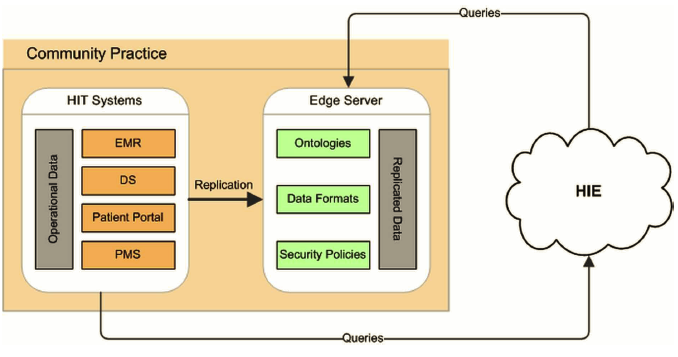 Queries
Community Practice
HIT Systems
Operational Data
EMR
DS
Patient Portal
PMS
Replication
Edge Server
Ontologies
Data Formats
Security Policies
Replicated Data
HIE
Queries